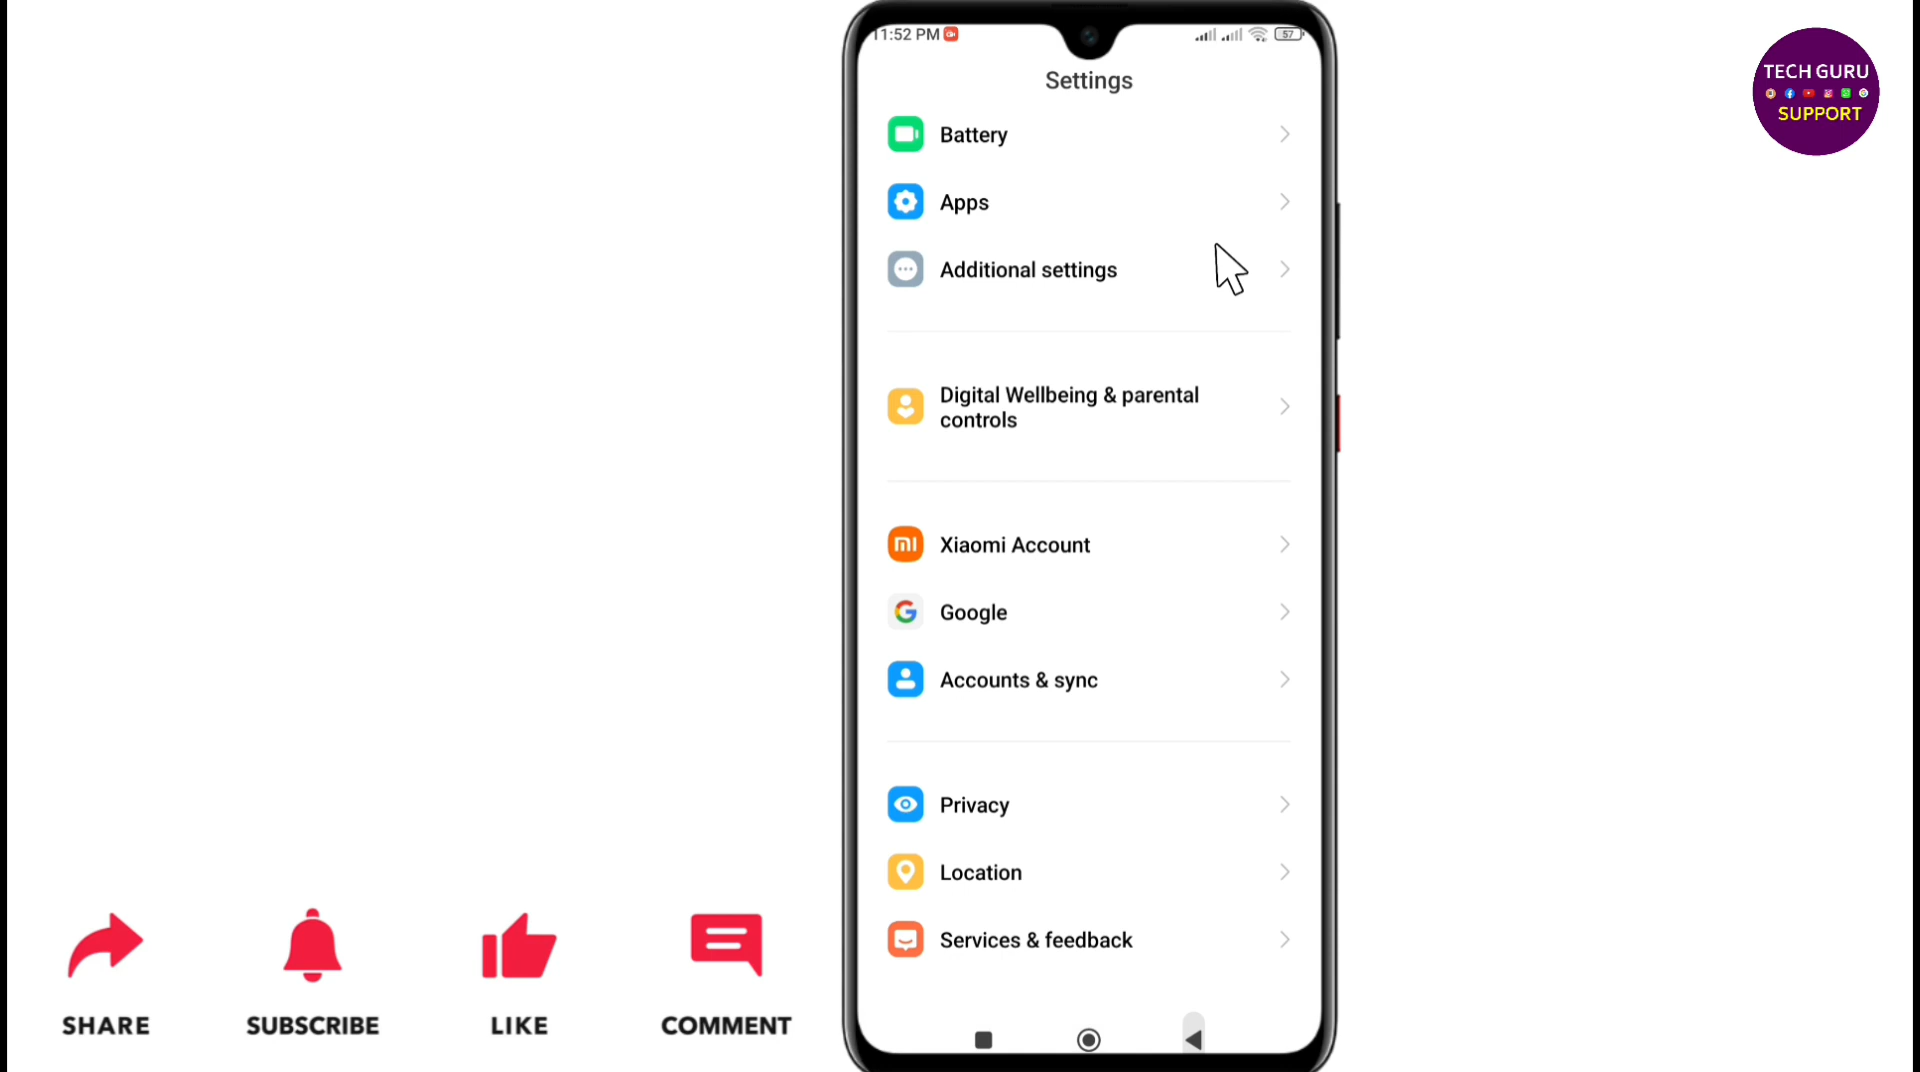 11:52 PM
57
Settings
Battery
Apps
Additional settings
Digital Wellbeing & parental
controls
Xiaomi Account
Google
Accounts & sync
Privacy
Location
Services & feedback
TECH GURU
SUPPORT
SHARE
SUBSCRIBE
LIKE
COMMENT